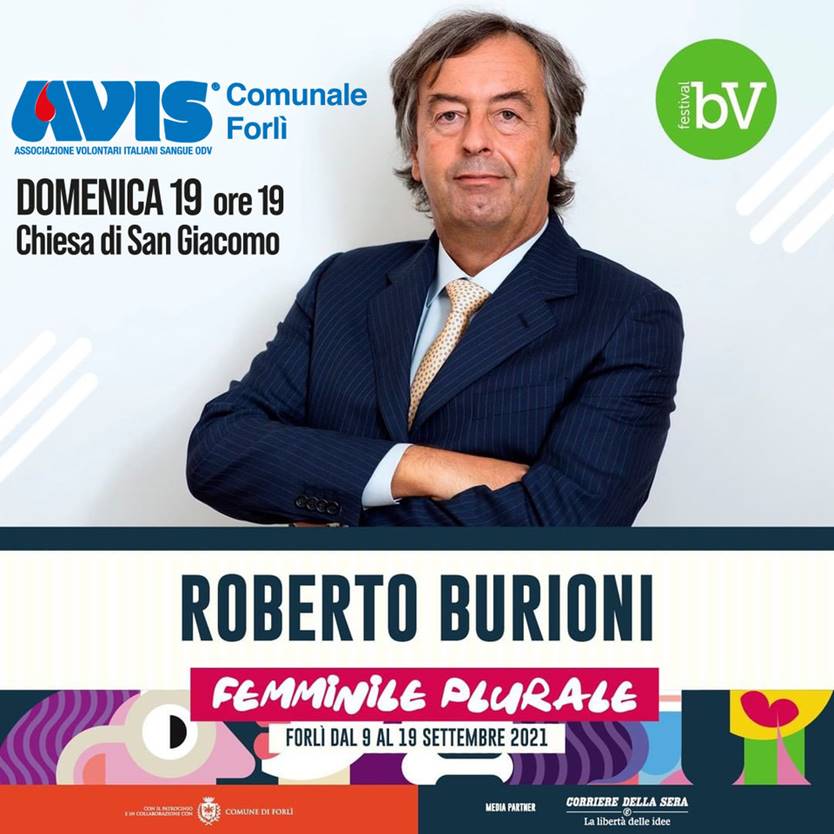 AVIS® Comunale
Forlì
ASSOCIAZIONE VOLONTARI ITALIANI SANGUE ODV
festival bV
DOMENICA 19 ore 19
Chiesa di San Giacomo
ROBERTO BURIONI
FEMMINILE PLURALE
FORLÌ DAL 9 AL 19 SETTEMBRE 2021
CON IL PATROCINIO
E IN COLLABORAZIONE CON
COMUNE DI FORLÌ
MEDIA PARTNER
CORRIERE DELLA SERA
La libertà delle idee